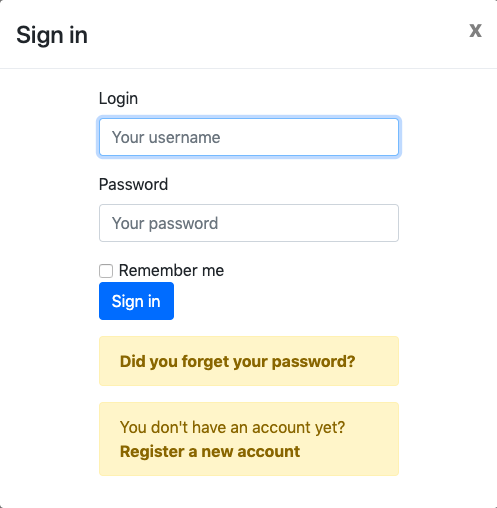 Sign in
X
Login
Your username
Password
Your password
Remember me
Sign in
Did you forget your password?
You don't have an account yet?
Register a new account